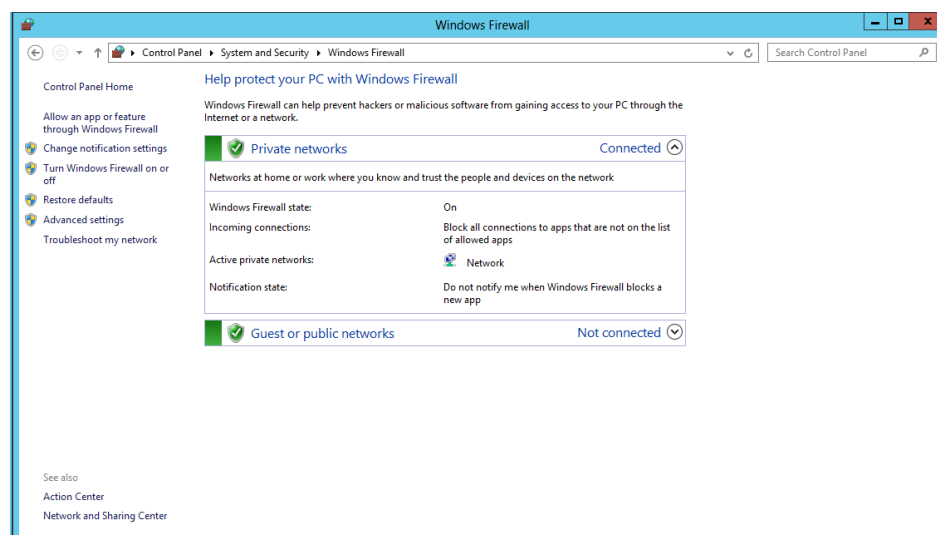 Windows Firewall
Control Panel
System and Security
Windows Firewall
Search Control Panel
Control Panel Home
Allow an app or feature
through Windows Firewall
Change notification settings
Turn Windows Firewall on or
off
Restore defaults
Advanced settings
Troubleshoot my network
See also
Action Center
Network and Sharing Center
Help protect your PC with Windows Firewall
Windows Firewall can help prevent hackers or malicious software from gaining access to your PC through the
Internet or a network.
Private networks
Connected
Networks at home or work where you know and trust the people and devices on the network
Windows Firewall state:
On
Incoming connections:
Block all connections to apps that are not on the list
of allowed apps
Active private networks:
Network
Notification state:
Do not notify me when Windows Firewall blocks a
new app
Guest or public networks
Not connected